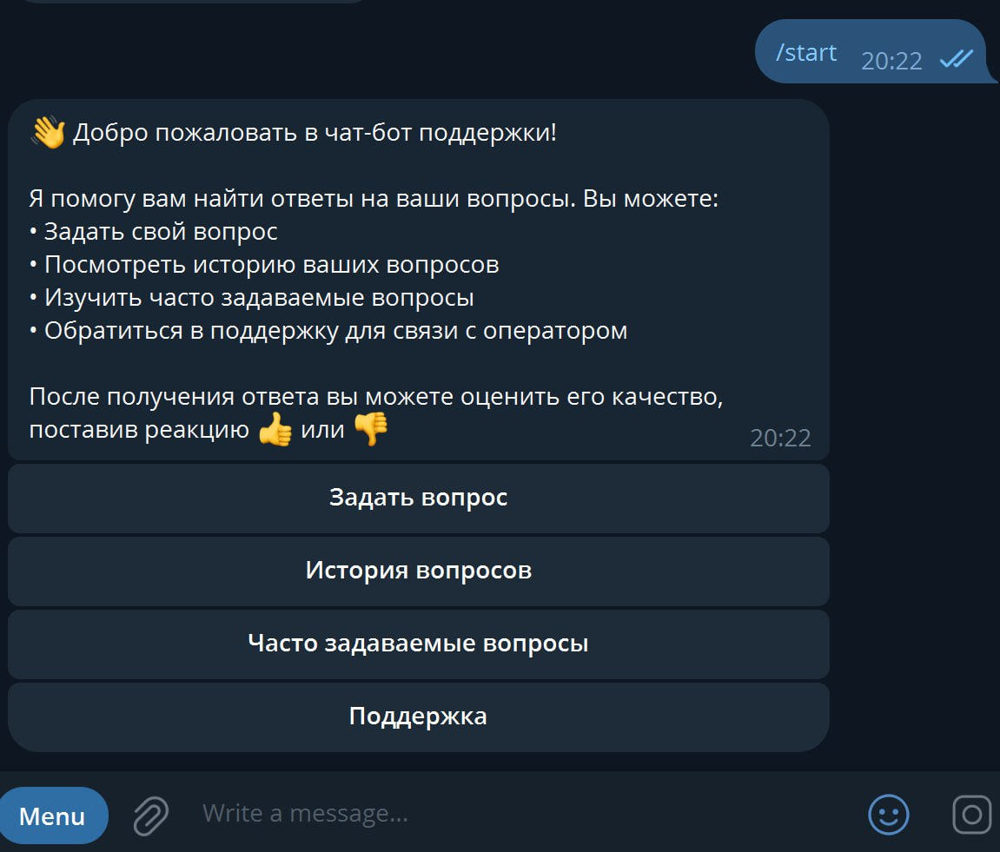 /start 20:22
👋 Добро пожаловать в чат-бот поддержки!
Я помогу вам найти ответы на ваши вопросы. Вы можете:
• Задать свой вопрос
• Посмотреть историю ваших вопросов
• Изучить часто задаваемые вопросы
• Обратиться в поддержку для связи с оператором
После получения ответа вы можете оценить его качество,
поставив реакцию 👍 или 👎
20:22
Задать вопрос
История вопросов
Часто задаваемые вопросы
Поддержка
Menu
Write a message...